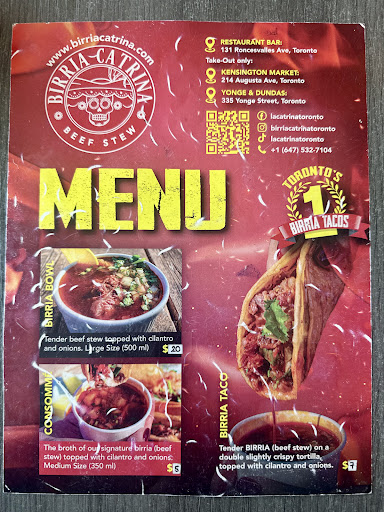 www.birriacatrina.com
BIRRIA-CATRINA
BEEF STEW
RESTAURANT BAR:
131 Roncesvalles Ave, Toronto
Take-Out only:
KENSINGTON MARKET:
214 Augusta Ave, Toronto
YONGE & DUNDAS:
335 Yonge Street, Toronto
lacatrinatoronto
birriacatrinatoronto
lacatrinatoronto
+1 (647) 532-7104
MENU
TORONTO'S
1
BIRRIA TACOS
BIRRIA BOWL
Tender beef stew topped with cilantro
and onions. Large Size (500 ml)
$20
CONSOMME
The broth of our signature birria (beef
stew) topped with cilantro and onions.
Medium Size (350 ml)
$5
BIRRIA TACO
Tender BIRRIA (beef stew) on a
double slightly crispy tortilla,
topped with cilantro and onions.
$7